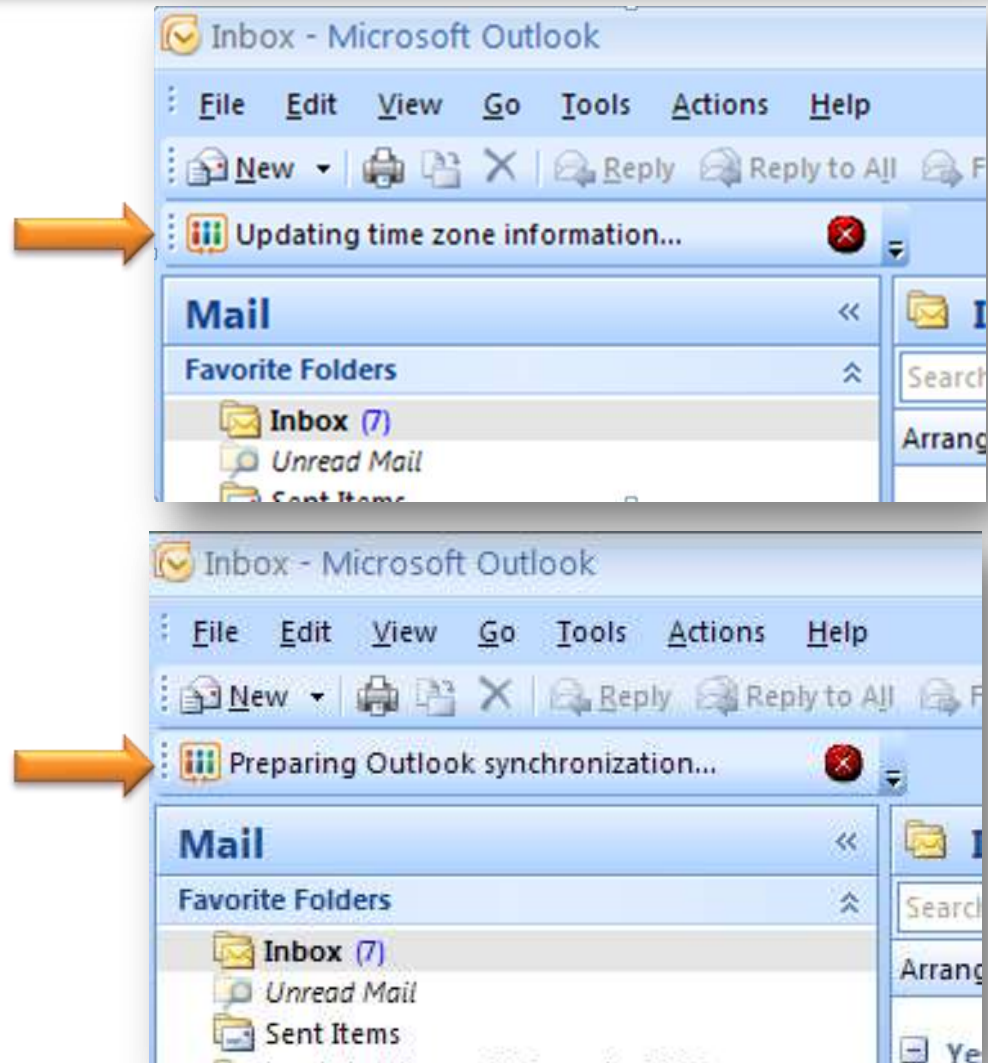 Inbox - Microsoft Outlook
File Edit View Go Tools Actions Help
New Reply Reply to All F
Updating time zone information...
Mail
I
Favorite Folders
Search
Inbox (7)
Arrang
Unread Mail
Sent Items
Inbox - Microsoft Outlook
File Edit View Go Tools Actions Help
New Reply Reply to All F
Preparing Outlook synchronization...
Mail
I
Favorite Folders
Search
Inbox (7)
Arrang
Unread Mail
Sent Items
Ye